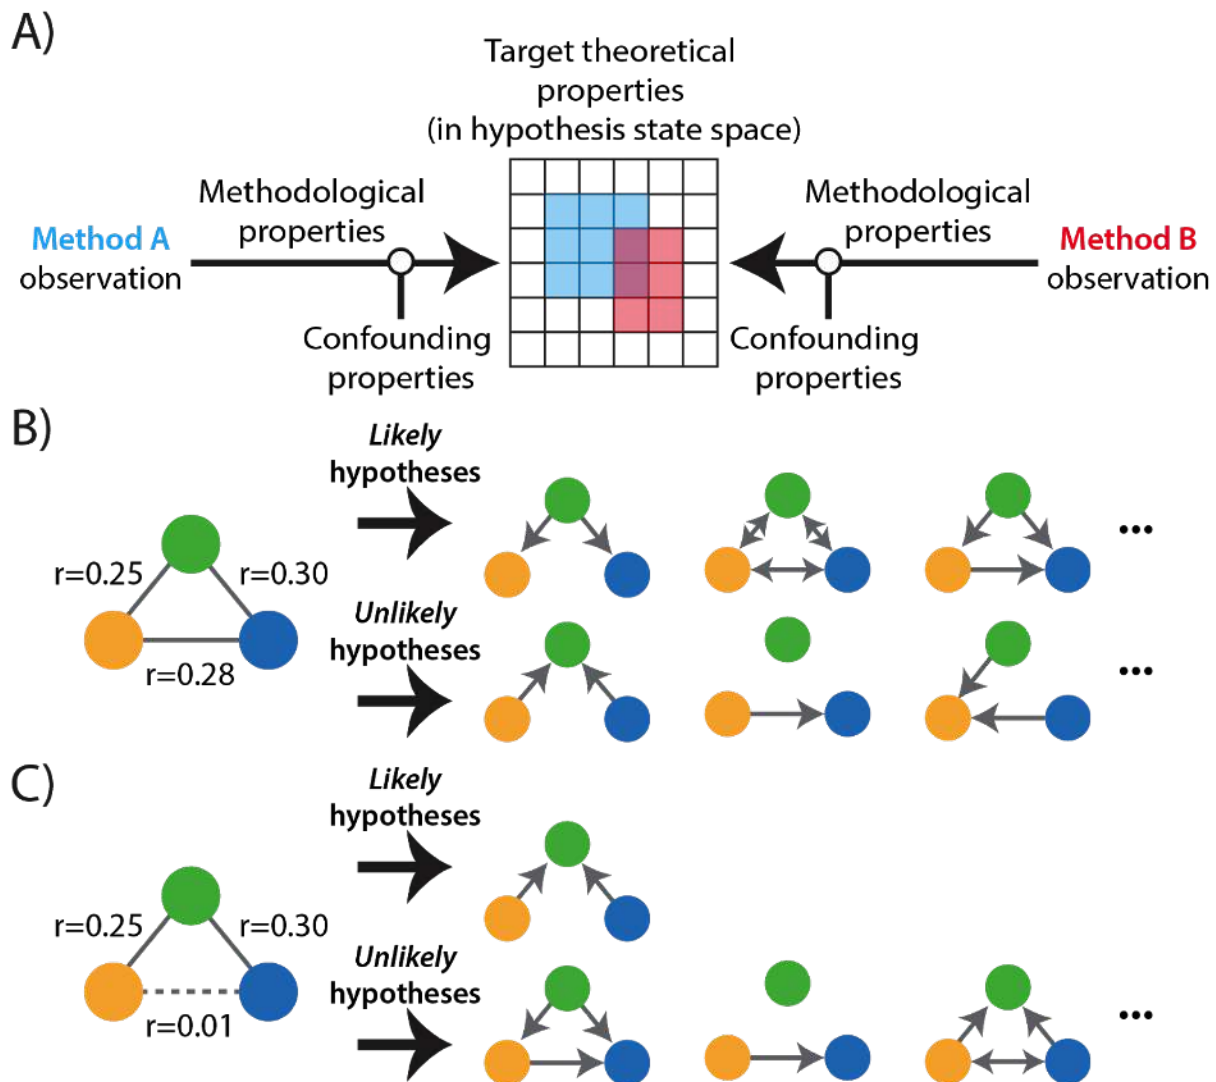 A)
Target theoretical
properties
(in hypothesis state space)
Methodological
properties
Method A
observation
Confounding
properties
Methodological
properties
Method B
observation
Confounding
properties
B)
r=0.25
r=0.30
r=0.28
Likely
hypotheses
...
Unlikely
hypotheses
...
C)
r=0.25
r=0.30
r=0.01
Likely
hypotheses
Unlikely
hypotheses
...